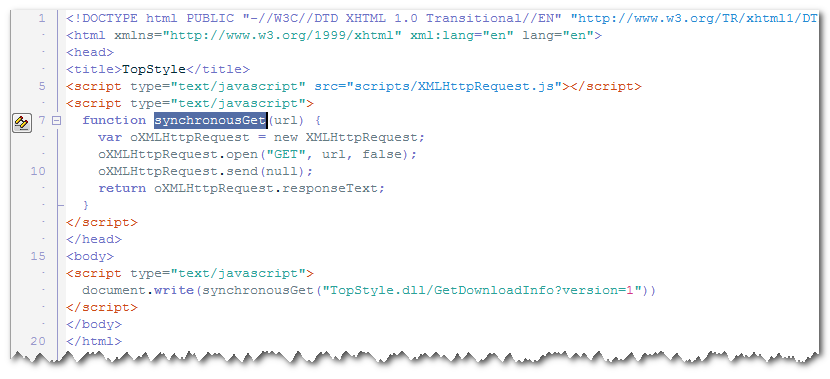 1 <!DOCTYPE html PUBLIC "-//W3C//DTD XHTML 1.0 Transitional//EN" "http://www.w3.org/TR/xhtml1/DT
<html xmlns="http://www.w3.org/1999/xhtml" xml:lang="en" lang="en">
<head>
<title>TopStyle</title>
5 <script type="text/javascript" src="scripts/XMLHttpRequest.js"></script>
<script type="text/javascript">
7 function synchronousGet(url) {
var oXMLHttpRequest = new XMLHttpRequest;
oXMLHttpRequest.open("GET", url, false);
10 oXMLHttpRequest.send(null);
return oXMLHttpRequest.responseText;
}
</script>
</head>
15 <body>
<script type="text/javascript">
document.write(synchronousGet("TopStyle.dll/GetDownloadInfo?version=1"))
</script>
</body>
20 </html>